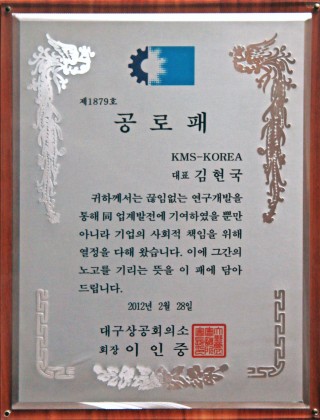 제1879호
공로패
KMS-KOREA
대표 김현국
귀하께서는 끊임없는 연구개발을
통해 同 업계발전에 기여하였을 뿐만
아니라 기업의 사회적 책임을 위해
열정을 다해 왔습니다. 이에 그간의
노고를 기리는 뜻을 이 패에 담아
드립니다.
2012년 2월 28일
대구상공회의소
회장 이인중